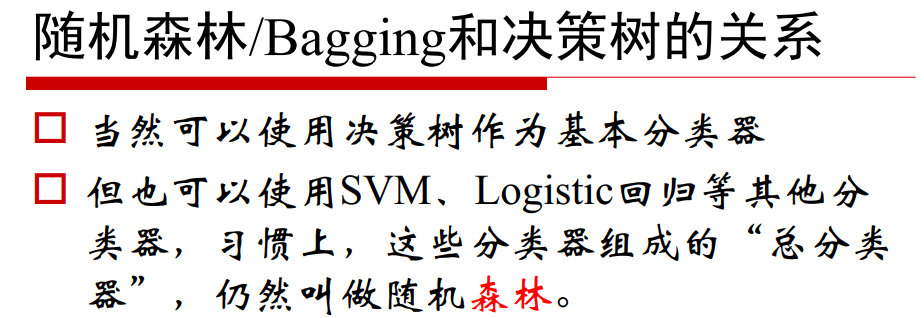 随机森林/Bagging和决策树的关系
当然可以使用决策树作为基本分类器
但也可以使用SVM、Logistic回归等其他分
类器，习惯上，这些分类器组成的“总分类
器”，仍然叫做随机森林。